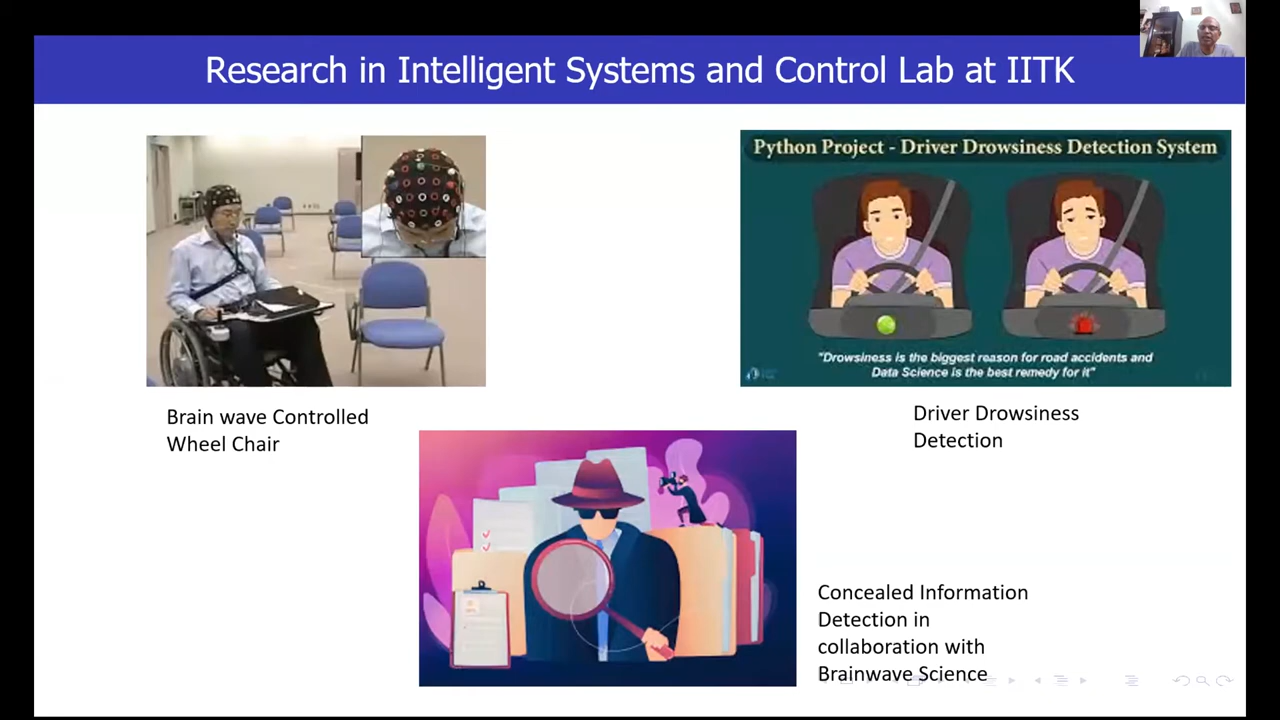 Research in Intelligent Systems and Control Lab at IITK
Python Project - Driver Drowsiness Detection System
"Drowsiness is the biggest reason for road accidents and
Data Science is the best remedy for it"
Brain wave Controlled
Wheel Chair
Driver Drowsiness
Detection
Concealed Information
Detection in
collaboration with
Brainwave Science